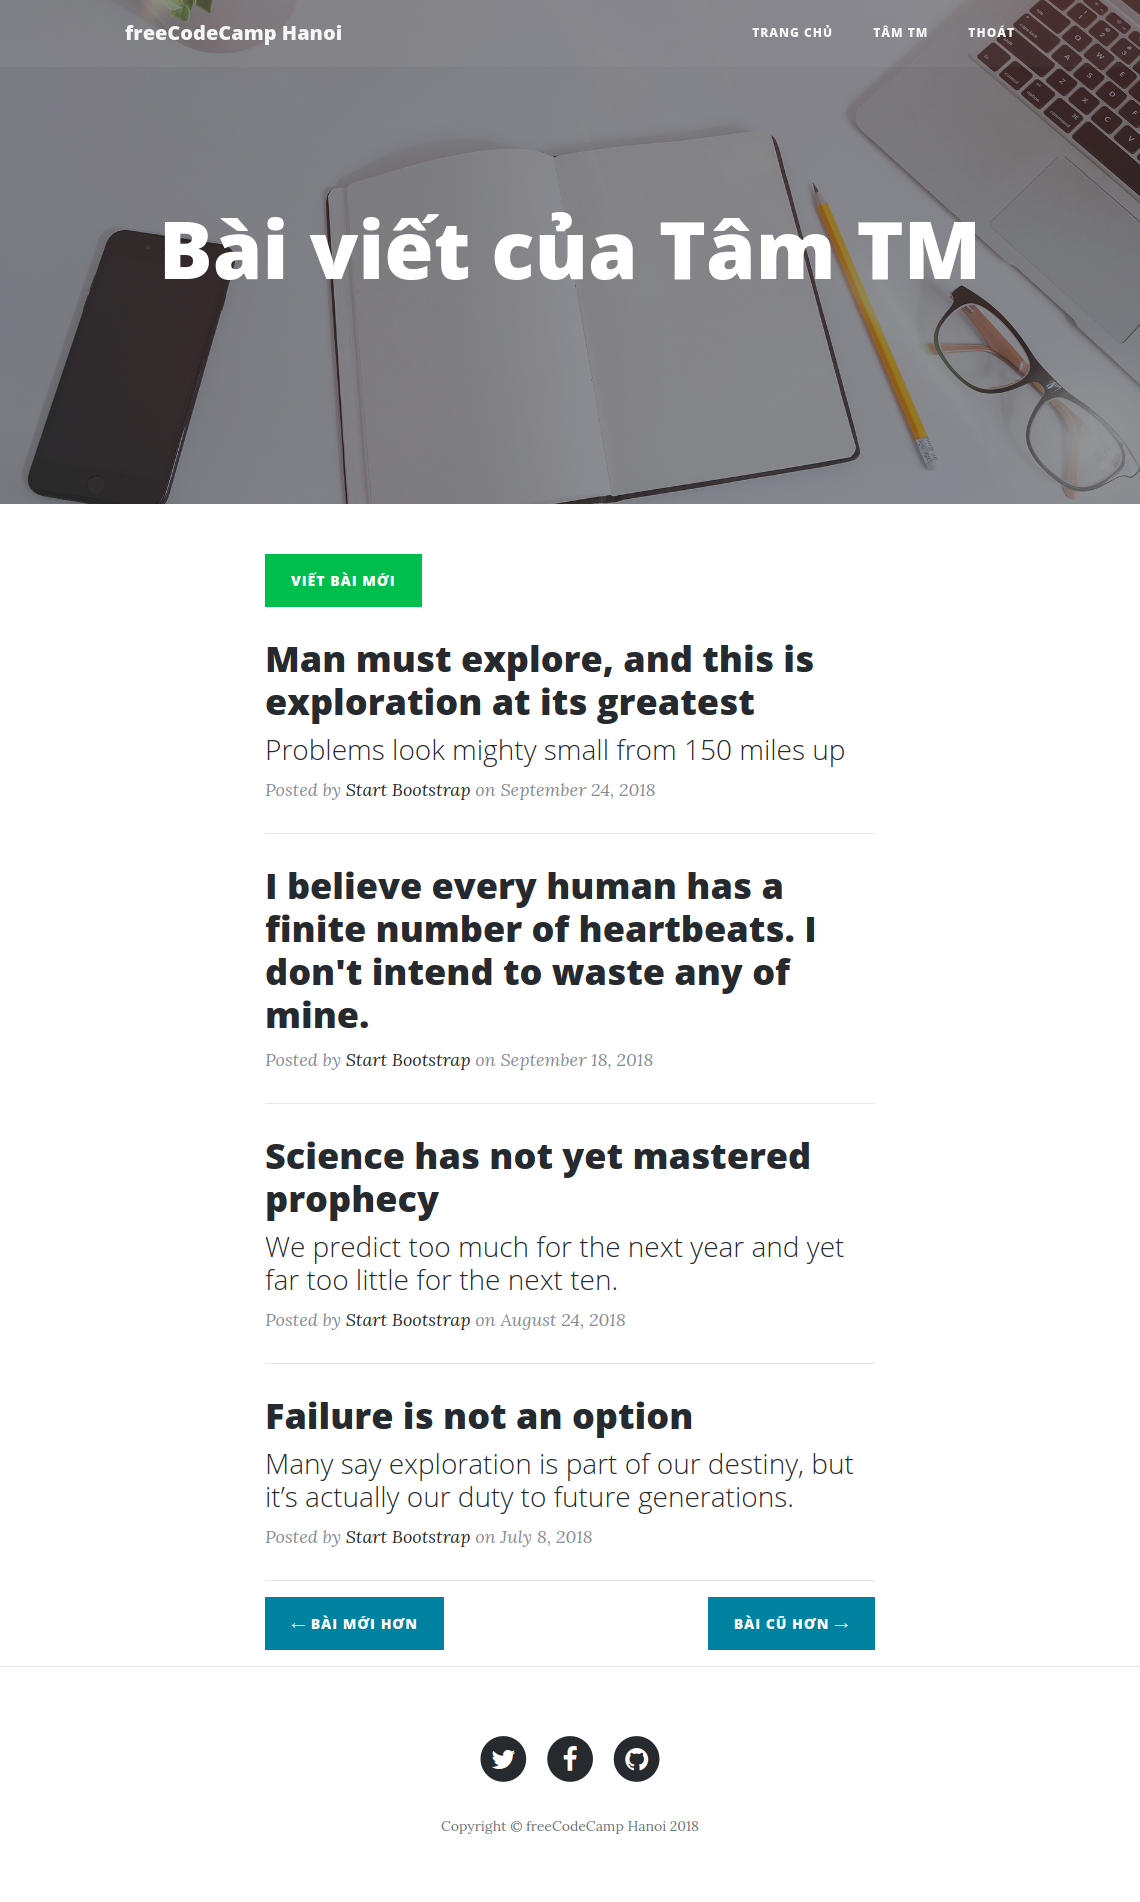 freeCodeCamp Hanoi
TRANG CHỦ TÂM TM THOÁT
Bài viết của Tâm TM
VIẾT BÀI MỚI
Man must explore, and this is
exploration at its greatest
Problems look mighty small from 150 miles up
Posted by Start Bootstrap on September 24, 2018
I believe every human has a
finite number of heartbeats. I
don't intend to waste any of
mine.
Posted by Start Bootstrap on September 18, 2018
Science has not yet mastered
prophecy
We predict too much for the next year and yet
far too little for the next ten.
Posted by Start Bootstrap on August 24, 2018
Failure is not an option
Many say exploration is part of our destiny, but
it’s actually our duty to future generations.
Posted by Start Bootstrap on July 8, 2018
← BÀI MỚI HƠN
BÀI CŨ HƠN →
Copyright © freeCodeCamp Hanoi 2018